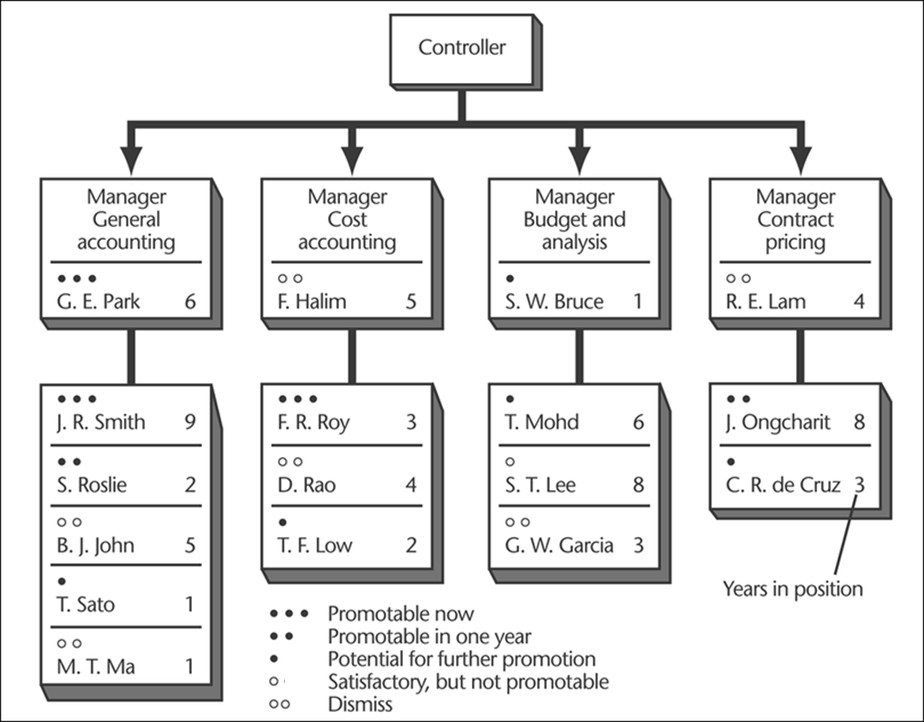 Controller
Manager
General
accounting
●●●
G. E. Park 6
Manager
Cost
accounting
○○
F. Halim 5
Manager
Budget and
analysis
●
S. W. Bruce 1
Manager
Contract
pricing
○○
R. E. Lam 4
●●●
J. R. Smith 9
●●
S. Roslie 2
○○
B. J. John 5
●
T. Sato 1
○○
M. T. Ma 1
●●●
F. R. Roy 3
○○
D. Rao 4
●
T. F. Low 2
●
T. Mohd 6
○
S. T. Lee 8
○○
G. W. Garcia 3
●●
J. Ongcharit 8
●
C. R. de Cruz 3
Years in position
●●● Promotable now
●● Promotable in one year
● Potential for further promotion
○ Satisfactory, but not promotable
○○ Dismiss